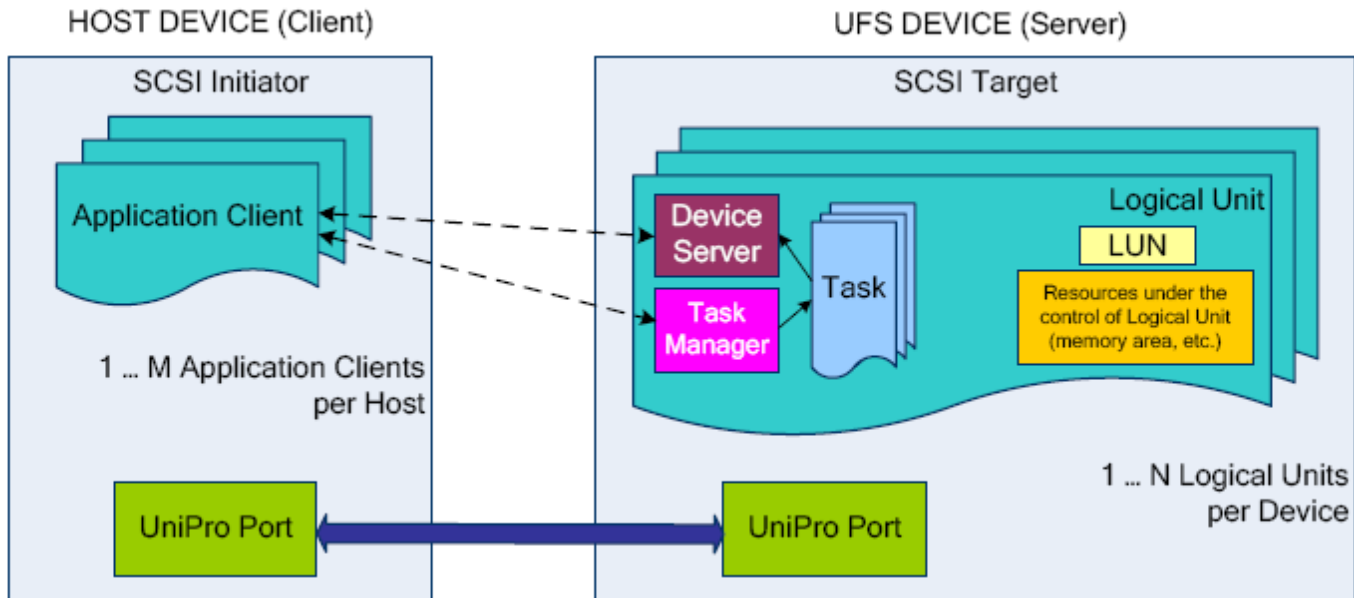 HOST DEVICE (Client)
UFS DEVICE (Server)
SCSI Initiator
Application Client
1 ... M Application Clients
per Host
UniPro Port
SCSI Target
Logical Unit
Device
Server
Task
Manager
Task
LUN
Resources under the
control of Logical Unit
(memory area, etc.)
1 ... N Logical Units
per Device
UniPro Port